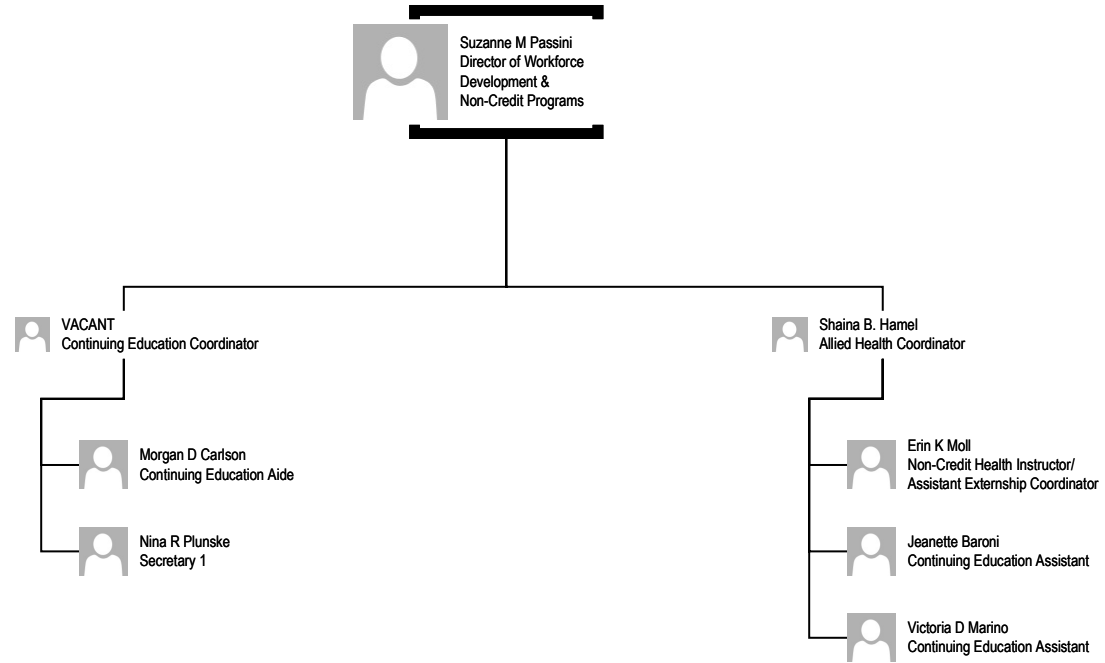 Suzanne M Passini
Director of Workforce
Development &
Non-Credit Programs
VACANT
Continuing Education Coordinator
Morgan D Carlson
Continuing Education Aide
Nina R Plunske
Secretary 1
Shaina B. Hamel
Allied Health Coordinator
Erin K Moll
Non-Credit Health Instructor/
Assistant Externship Coordinator
Jeanette Baroni
Continuing Education Assistant
Victoria D Marino
Continuing Education Assistant